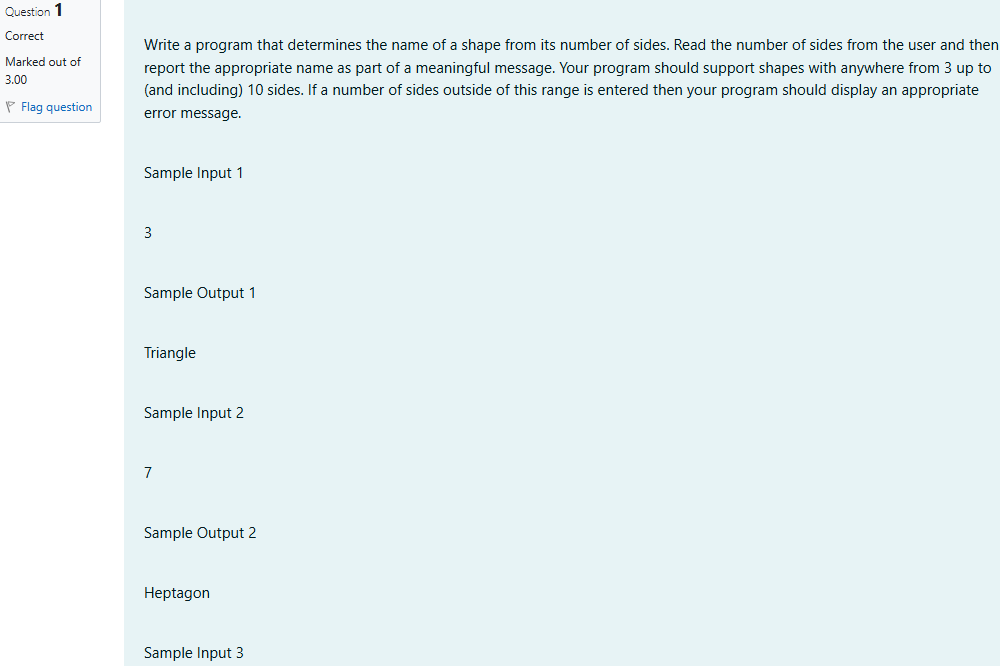 Question 1
Correct
Marked out of
3.00
Flag question
Write a program that determines the name of a shape from its number of sides. Read the number of sides from the user and then
report the appropriate name as part of a meaningful message. Your program should support shapes with anywhere from 3 up to
(and including) 10 sides. If a number of sides outside of this range is entered then your program should display an appropriate
error message.
Sample Input 1
3
Sample Output 1
Triangle
Sample Input 2
7
Sample Output 2
Heptagon
Sample Input 3